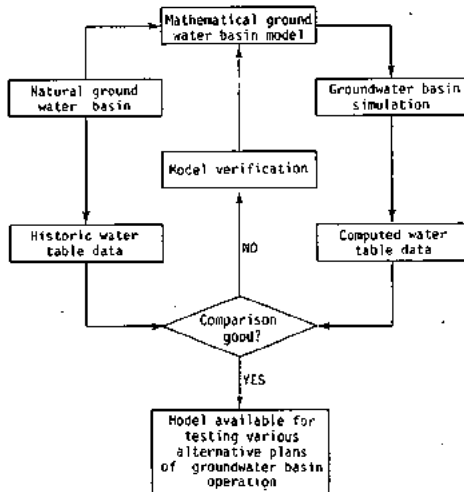 Mathematical ground
water basin model
Natural ground
water basin
Groundwater basin
simulation
Model verification
Historic water
table data
Computed water
table data
NO
Comparison
good?
YES
Model available for
testing various
alternative plans
of groundwater basin
operation